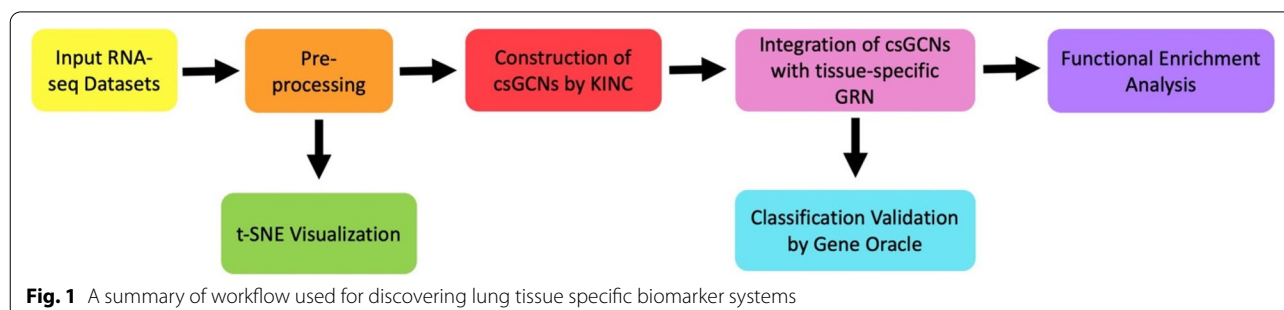 Input RNA-
seq Datasets
Pre-
processing
Construction of
csGCNs by KINC
Integration of csGCNs
with tissue-specific
GRN
Functional Enrichment
Analysis
t-SNE Visualization
Classification Validation
by Gene Oracle
Fig. 1 A summary of workflow used for discovering lung tissue specific biomarker systems